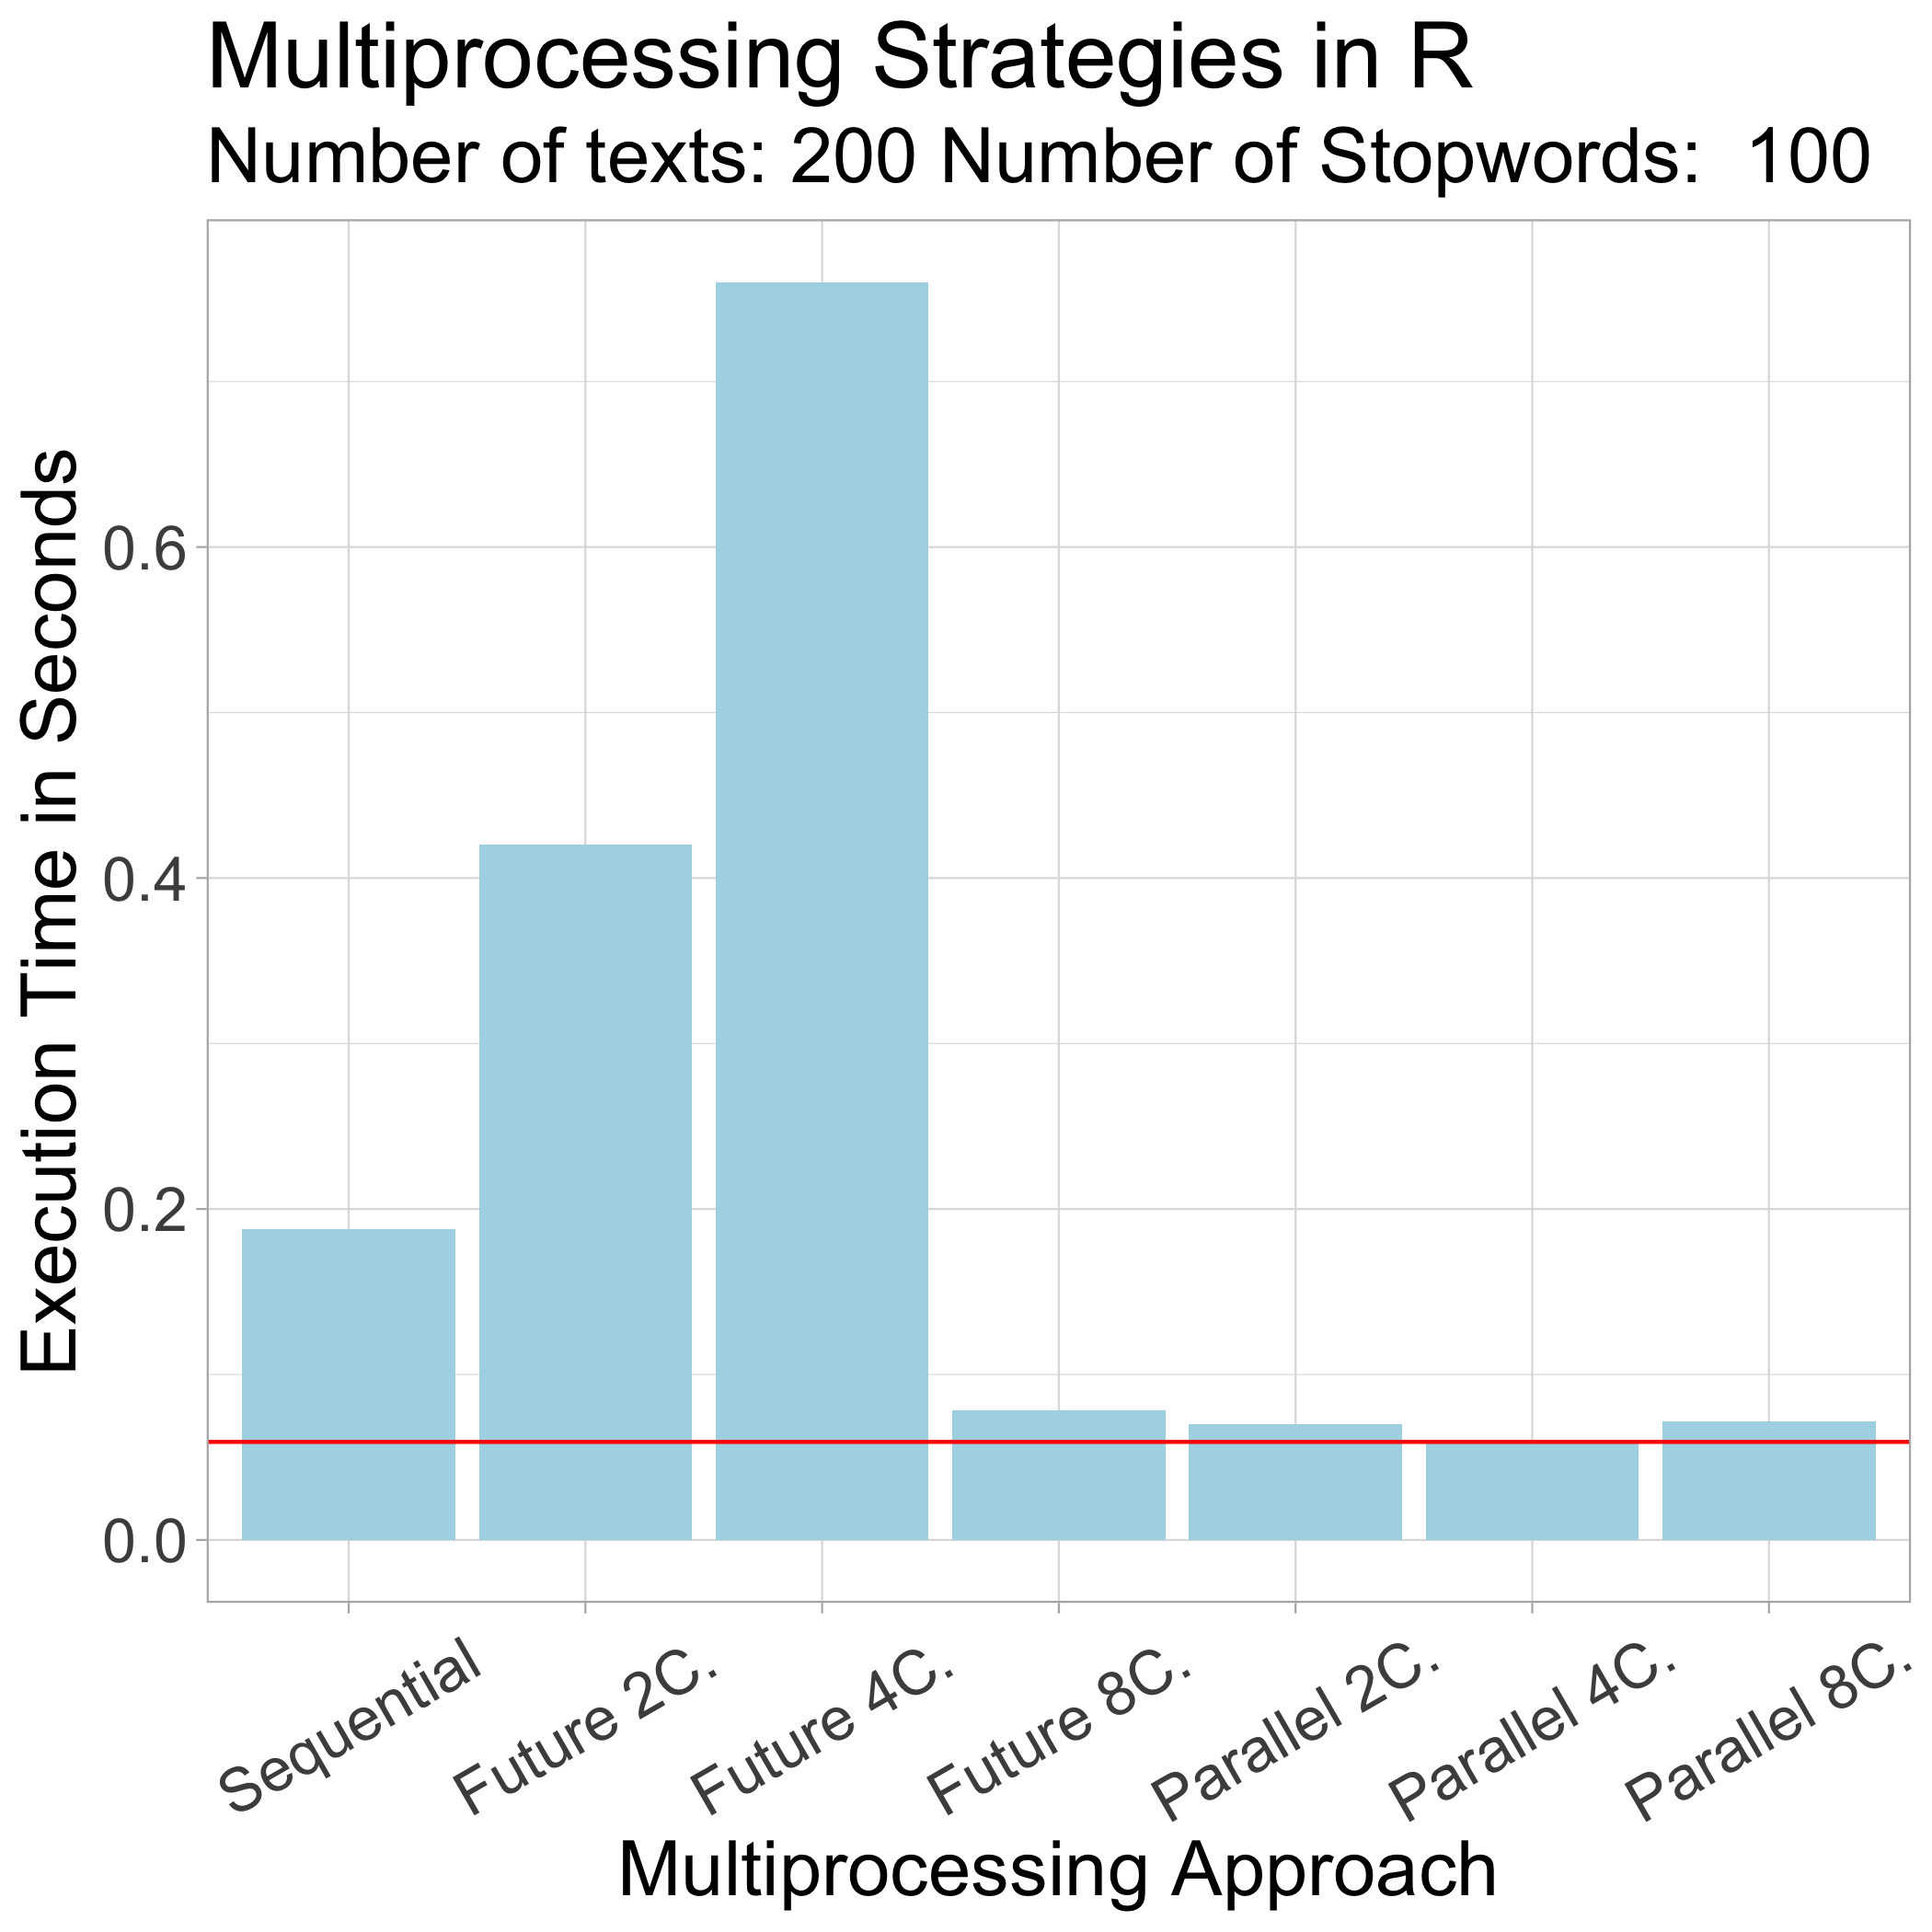 Multiprocessing Strategies in R
Number of texts: 200 Number of Stopwords:  100
Execution Time in Seconds
0.6
0.4
0.2
0.0
Sequential
Future 2C.
Future 4C.
Future 8C.
Parallel 2C.
Parallel 4C.
Parallel 8C.
Multiprocessing Approach